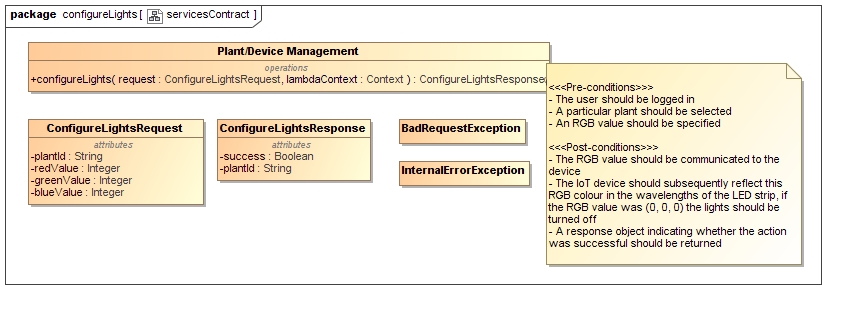 package configureLights [ servicesContract ]
Plant/Device Management
operations
+configureLights( request : ConfigureLightsRequest, lambdaContext : Context ) : ConfigureLightsResponse
ConfigureLightsRequest
attributes
-plantId : String
-redValue : Integer
-greenValue : Integer
-blueValue : Integer
ConfigureLightsResponse
attributes
-success : Boolean
-plantId : String
BadRequestException
InternalErrorException
<<<Pre-conditions>>>
- The user should be logged in
- A particular plant should be selected
- An RGB value should be specified
<<<Post-conditions>>>
- The RGB value should be communicated to the
device
- The IoT device should subsequently reflect this
RGB colour in the wavelengths of the LED strip, if
the RGB value was (0, 0, 0) the lights should be
turned off
- A response object indicating whether the action
was successful should be returned